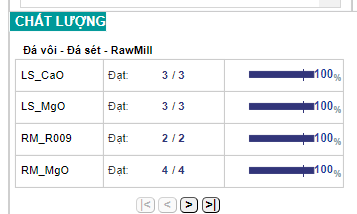 CHẤT LƯỢNG
Đá vôi - Đá sét - RawMill
LS_CaO Đạt: 3 / 3 100%
LS_MgO Đạt: 3 / 3 100%
RM_R009 Đạt: 2 / 2 100%
RM_MgO Đạt: 4 / 4 100%
|< < > >|